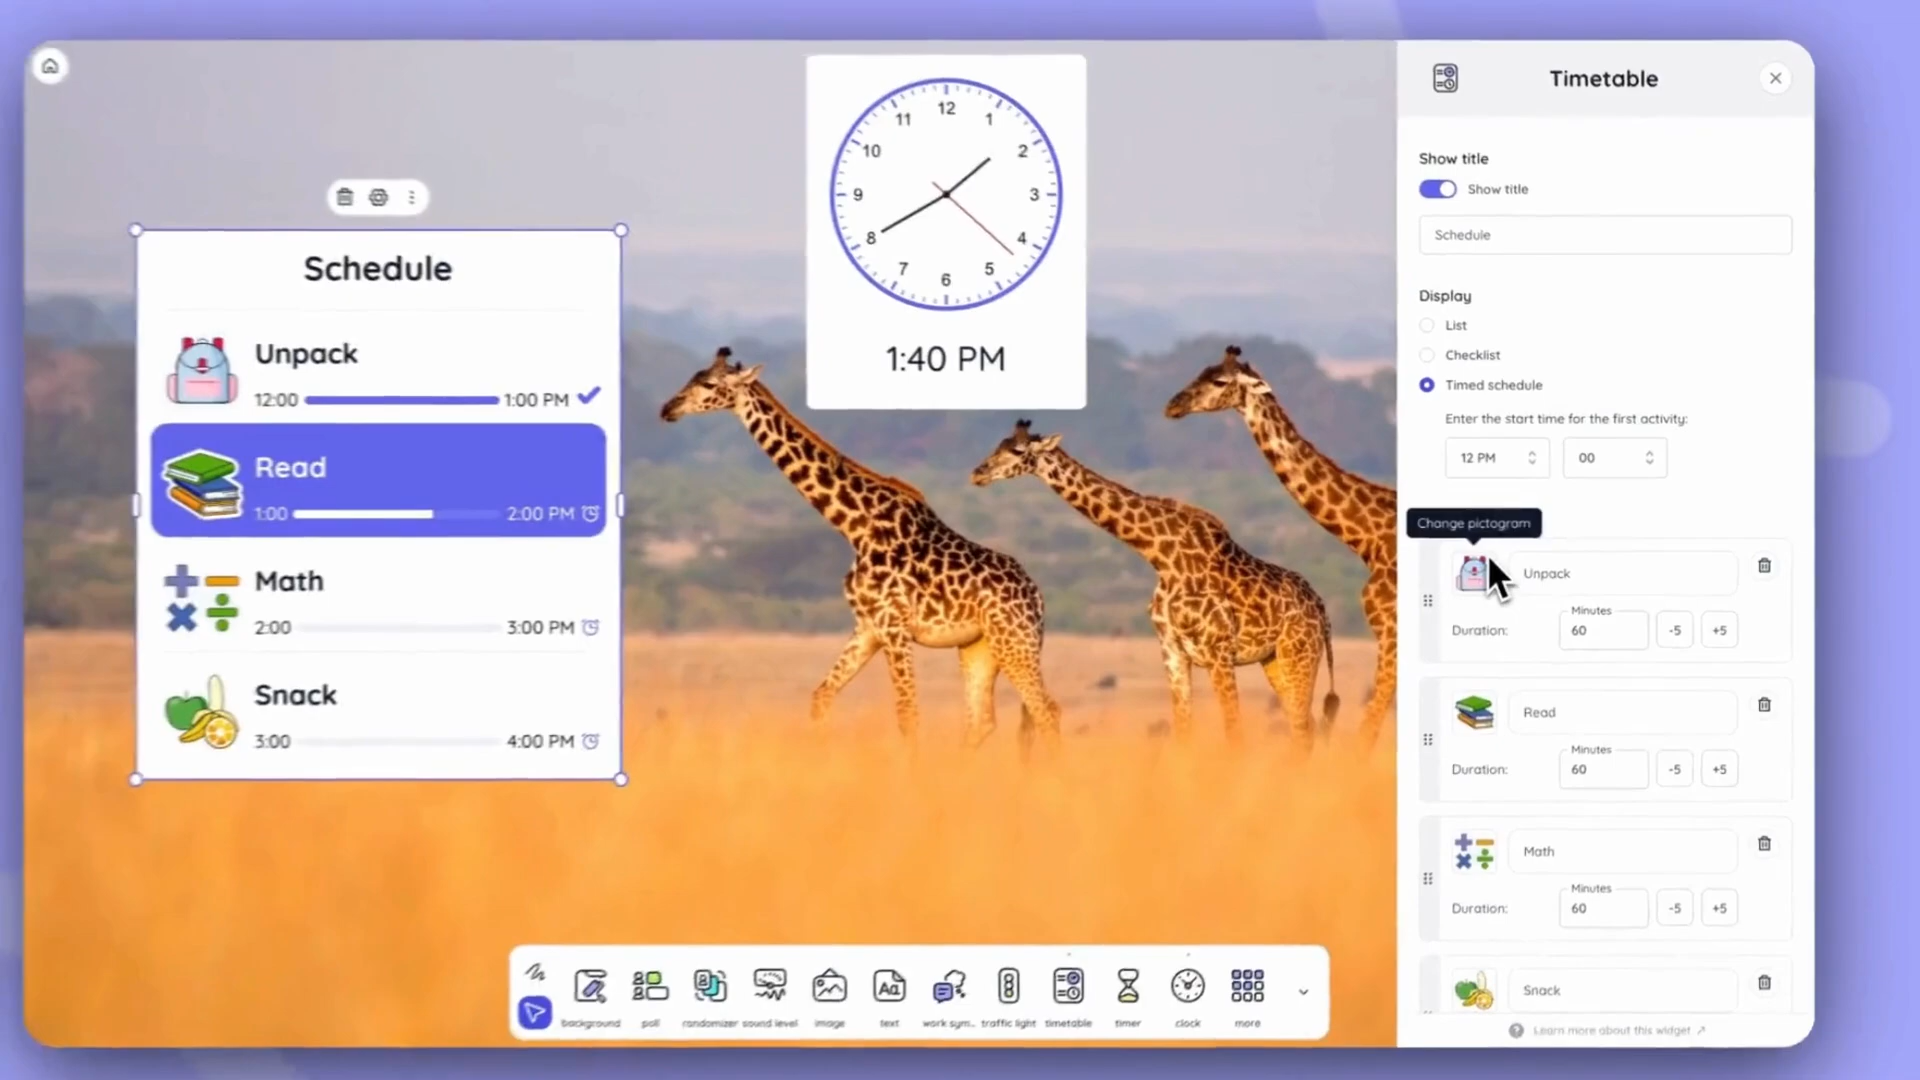 Schedule
Unpack
12:00 1:00 PM
Read
1:00 2:00 PM
Math
2:00 3:00 PM
Snack
3:00 4:00 PM
12
1
2
3
4
5
6
7
8
9
10
11
1:40 PM
background poll randomizer sound level image text work sym... traffic light timetable timer clock more
Aa
Timetable
Show title
Show title
Schedule
Display
List
Checklist
Timed schedule
Enter the start time for the first activity:
12 PM 00
Change pictogram
Unpack
Minutes
Duration: 60 -5 +5
Read
Minutes
Duration: 60 -5 +5
Math
Minutes
Duration: 60 -5 +5
Snack
Learn more about this widget